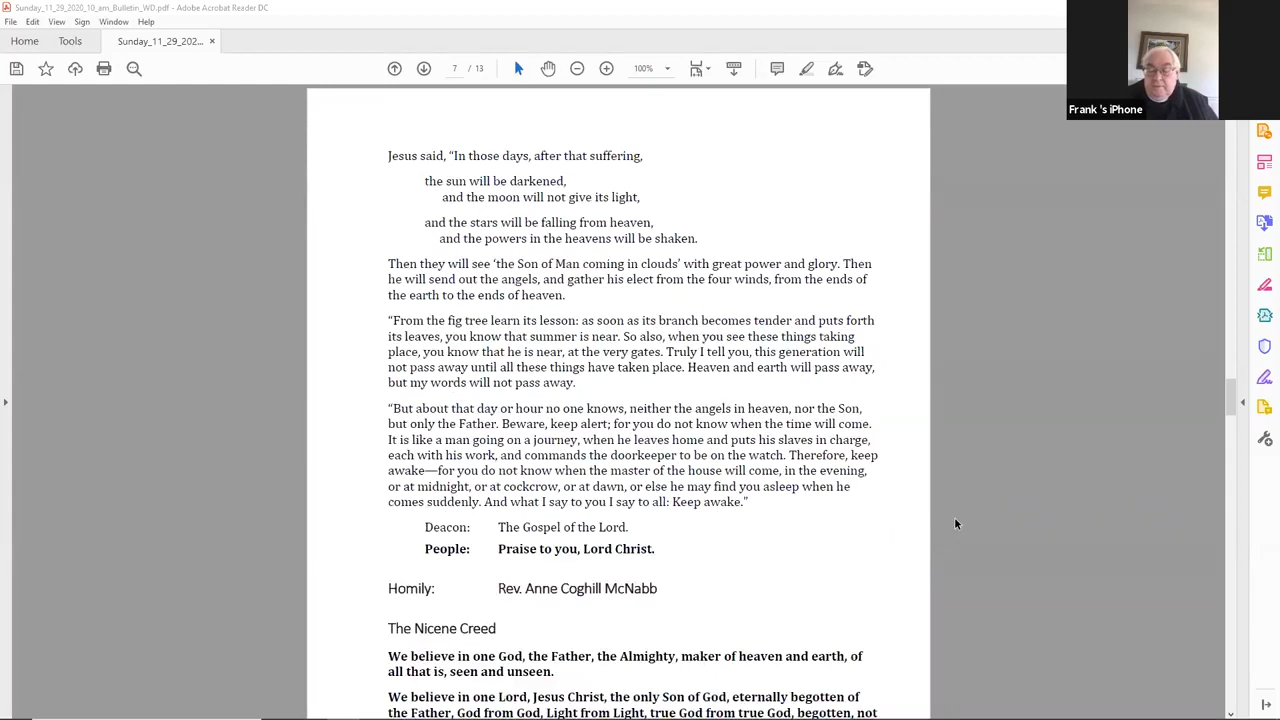 Sunday_11_29_2020_10_am_Bulletin_WD.pdf - Adobe Acrobat Reader DC
File Edit View Sign Window Help
Home Tools Sunday_11_29_202... ×
7 / 13 100%
Frank 's iPhone
Jesus said, “In those days, after that suffering,
the sun will be darkened,
and the moon will not give its light,
and the stars will be falling from heaven,
and the powers in the heavens will be shaken.
Then they will see ‘the Son of Man coming in clouds’ with great power and glory. Then
he will send out the angels, and gather his elect from the four winds, from the ends of
the earth to the ends of heaven.
“From the fig tree learn its lesson: as soon as its branch becomes tender and puts forth
its leaves, you know that summer is near. So also, when you see these things taking
place, you know that he is near, at the very gates. Truly I tell you, this generation will
not pass away until all these things have taken place. Heaven and earth will pass away,
but my words will not pass away.
“But about that day or hour no one knows, neither the angels in heaven, nor the Son,
but only the Father. Beware, keep alert; for you do not know when the time will come.
It is like a man going on a journey, when he leaves home and puts his slaves in charge,
each with his work, and commands the doorkeeper to be on the watch. Therefore, keep
awake—for you do not know when the master of the house will come, in the evening,
or at midnight, or at cockcrow, or at dawn, or else he may find you asleep when he
comes suddenly. And what I say to you I say to all: Keep awake.”
Deacon: The Gospel of the Lord.
People: Praise to you, Lord Christ.
Homily: Rev. Anne Coghill McNabb
The Nicene Creed
We believe in one God, the Father, the Almighty, maker of heaven and earth, of
all that is, seen and unseen.
We believe in one Lord, Jesus Christ, the only Son of God, eternally begotten of
the Father, God from God, Light from Light, true God from true God, begotten, not